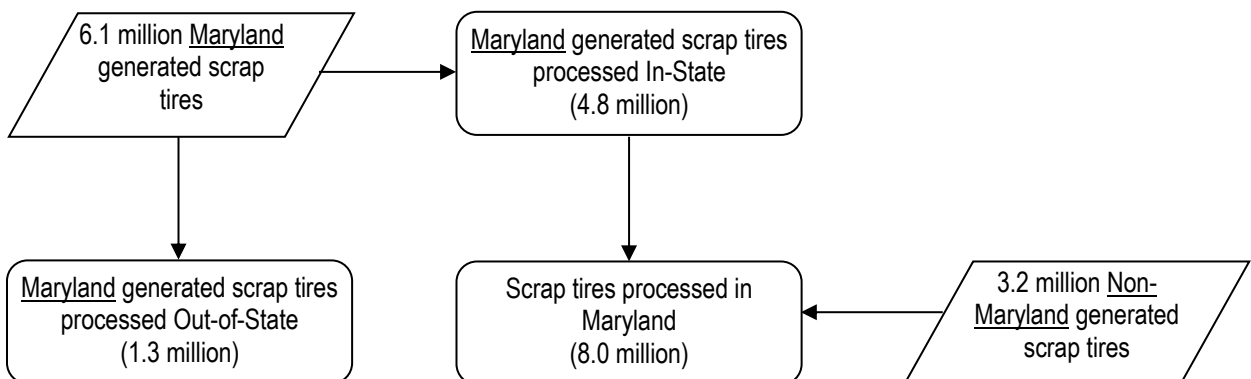 6.1 million Maryland
generated scrap
tires
Maryland generated scrap tires
processed In-State
(4.8 million)
Maryland generated scrap tires
processed Out-of-State
(1.3 million)
Scrap tires processed in
Maryland
(8.0 million)
3.2 million Non-
Maryland generated
scrap tires